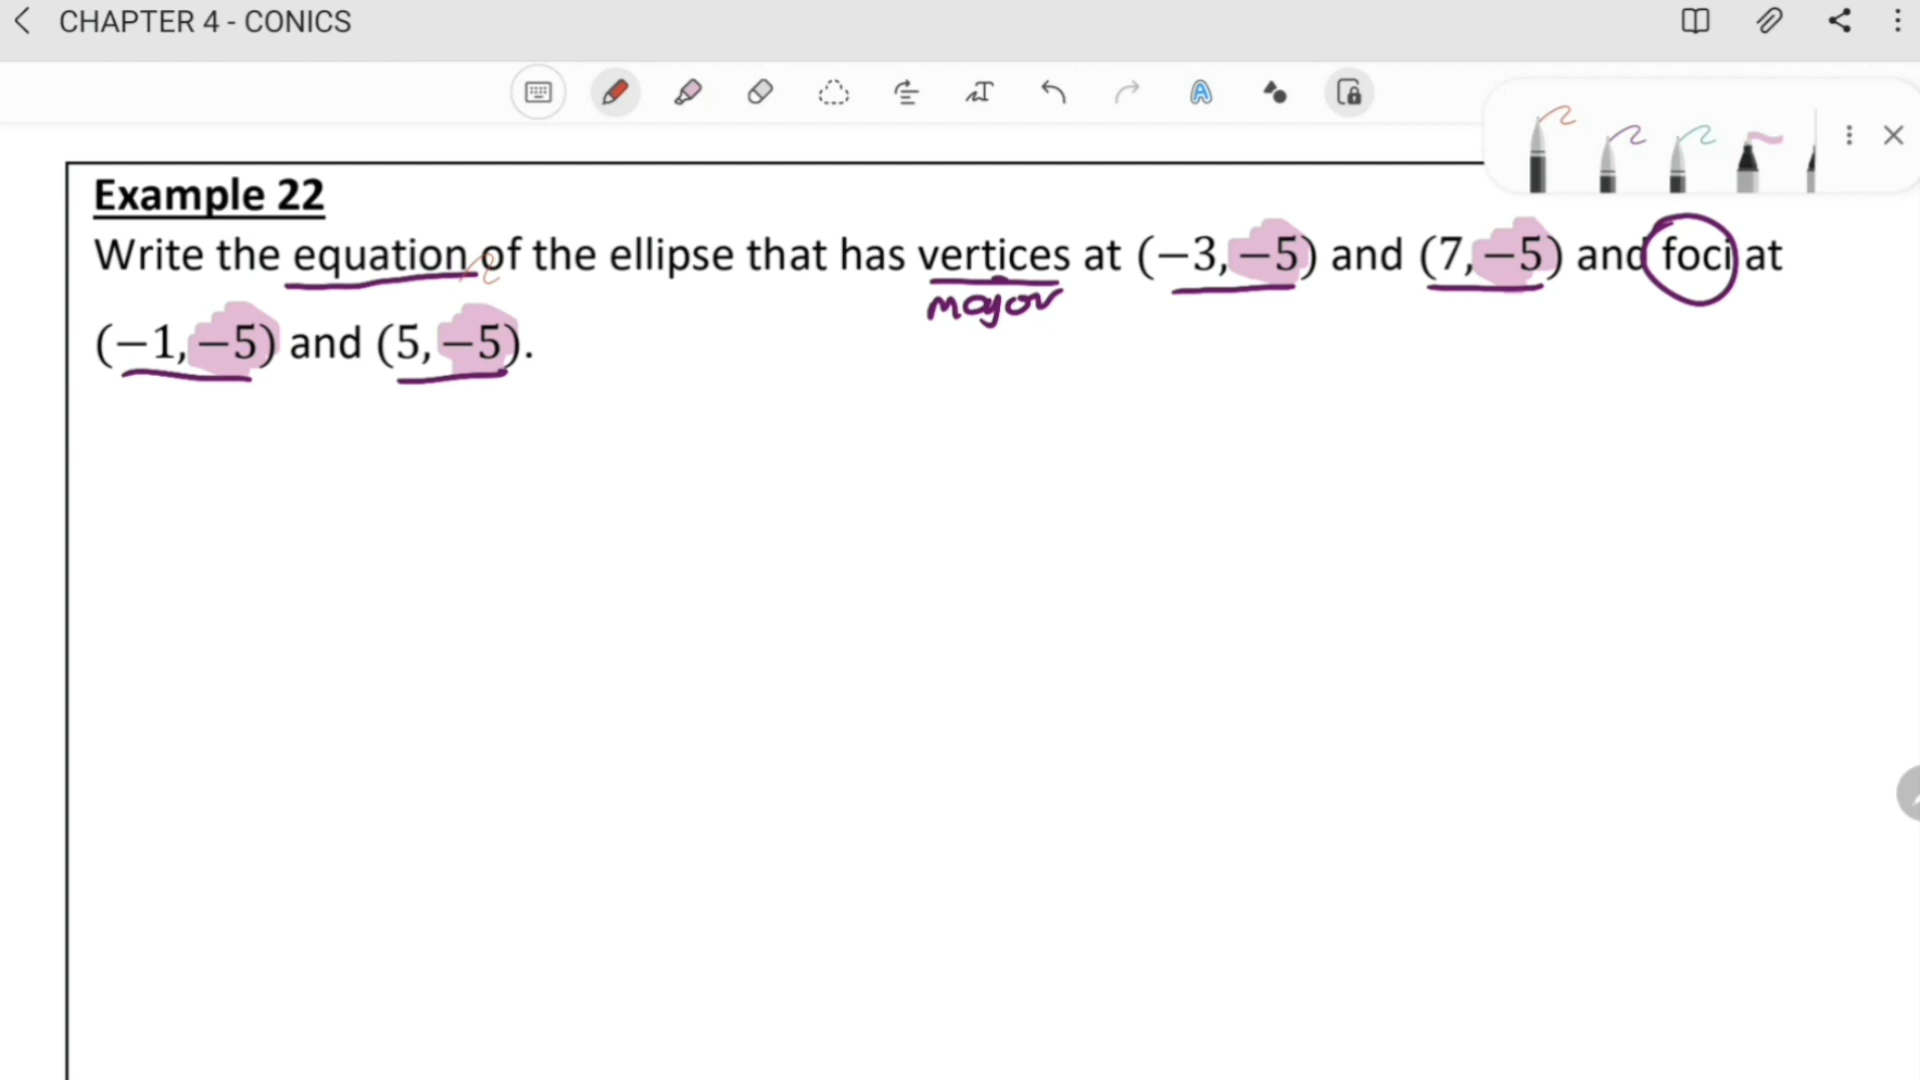 CHAPTER 4 - CONICS
Example 22
Write the equation of the ellipse that has vertices at (−3, −5) and (7, −5) and foci at
major
(−1, −5) and (5, −5).